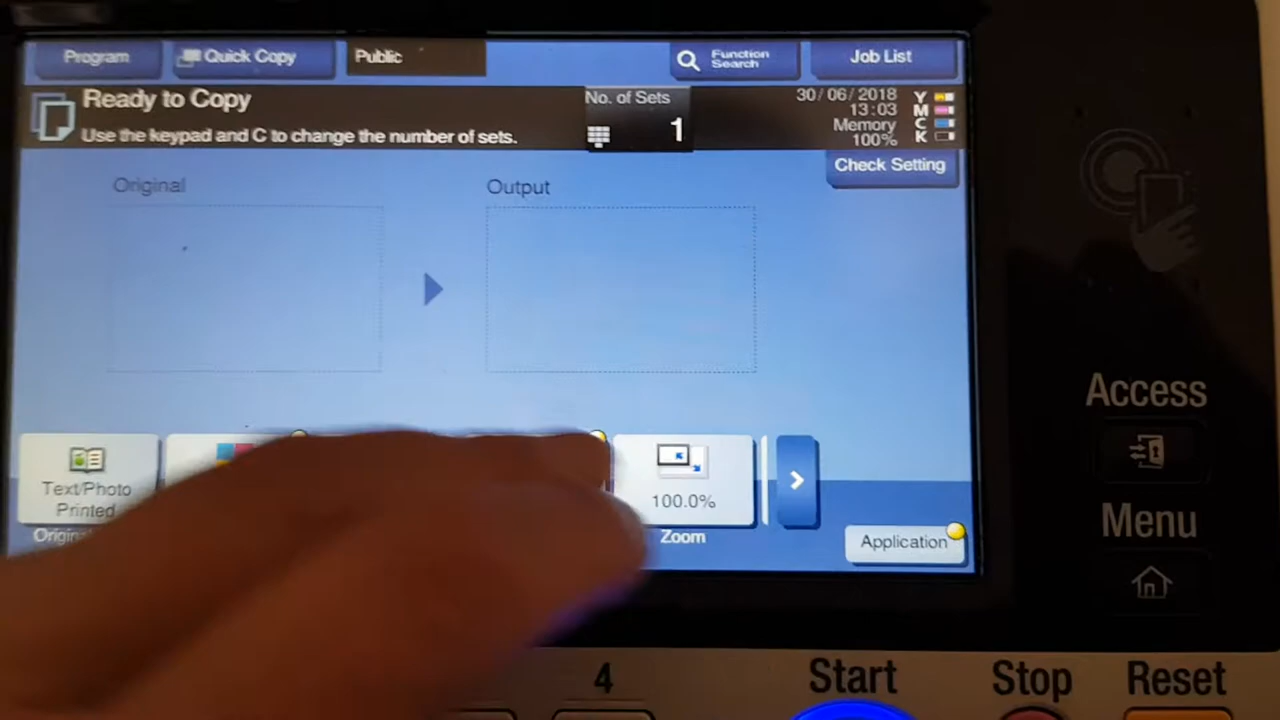 Program
Quick Copy
Public
Function
Search
Job List
Ready to Copy
Use the keypad and C to change the number of sets.
No. of Sets
1
30/06/2018
13:03
Memory
100%
Y
M
C
K
Check Setting
Original
Output
Text/Photo
Printed
100.0%
Zoom
Application
Access
Menu
4
Start
Stop
Reset